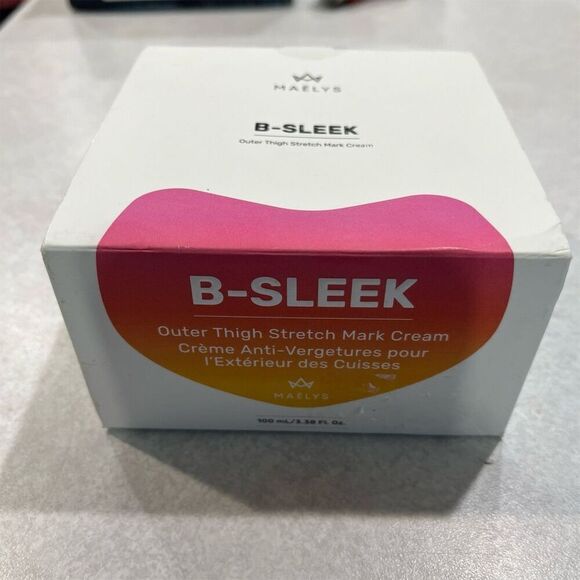 MAËLYS
B-SLEEK
Outer Thigh Stretch Mark Cream
B-SLEEK
Outer Thigh Stretch Mark Cream
Crème Anti-Vergetures pour
l'Extérieur des Cuisses
MAËLYS
100 mL/3.38 Fl Oz.